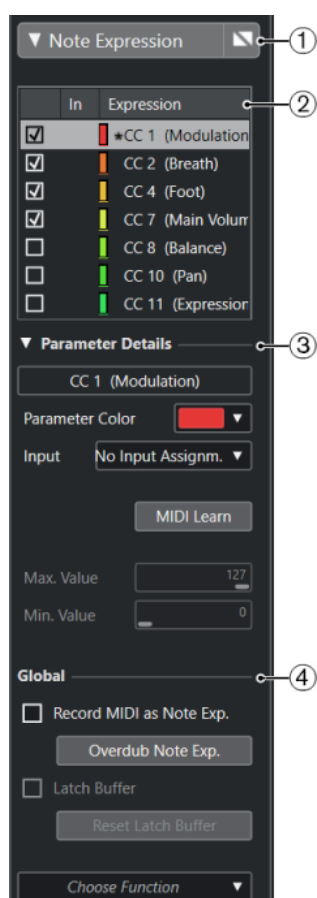 ▼ Note Expression 1
In Expression 2
*CC 1 (Modulation
CC 2 (Breath)
CC 4 (Foot)
CC 7 (Main Volum
CC 8 (Balance)
CC 10 (Pan)
CC 11 (Expression
▼ Parameter Details 3
CC 1 (Modulation)
Parameter Color ▼
Input No Input Assignm. ▼
MIDI Learn
Max. Value 127
Min. Value 0
Global 4
Record MIDI as Note Exp.
Overdub Note Exp.
Latch Buffer
Reset Latch Buffer
Choose Function ▼